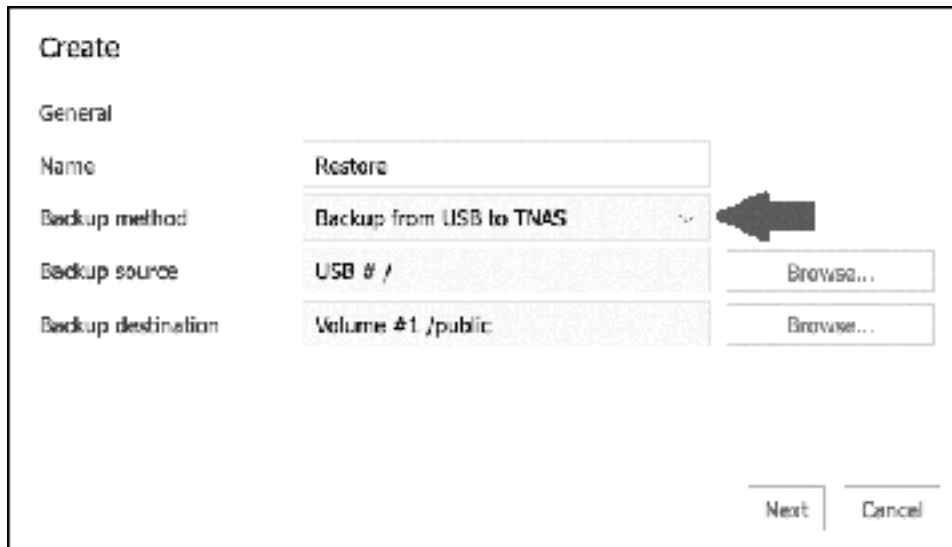 Create
General
Name Restore
Backup method Backup from USB to TNAS
Backup source USB # / Browse...
Backup destination Volume #1 /public Browse...
Next Cancel